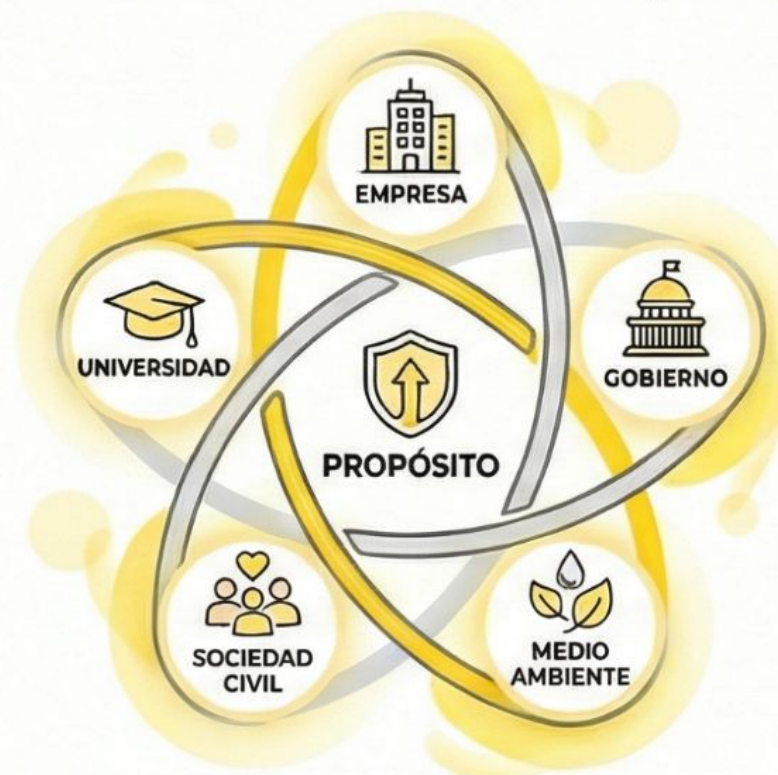 EMPRESA
UNIVERSIDAD
GOBIERNO
PROPÓSITO
SOCIEDAD
CIVIL
MEDIO
AMBIENTE